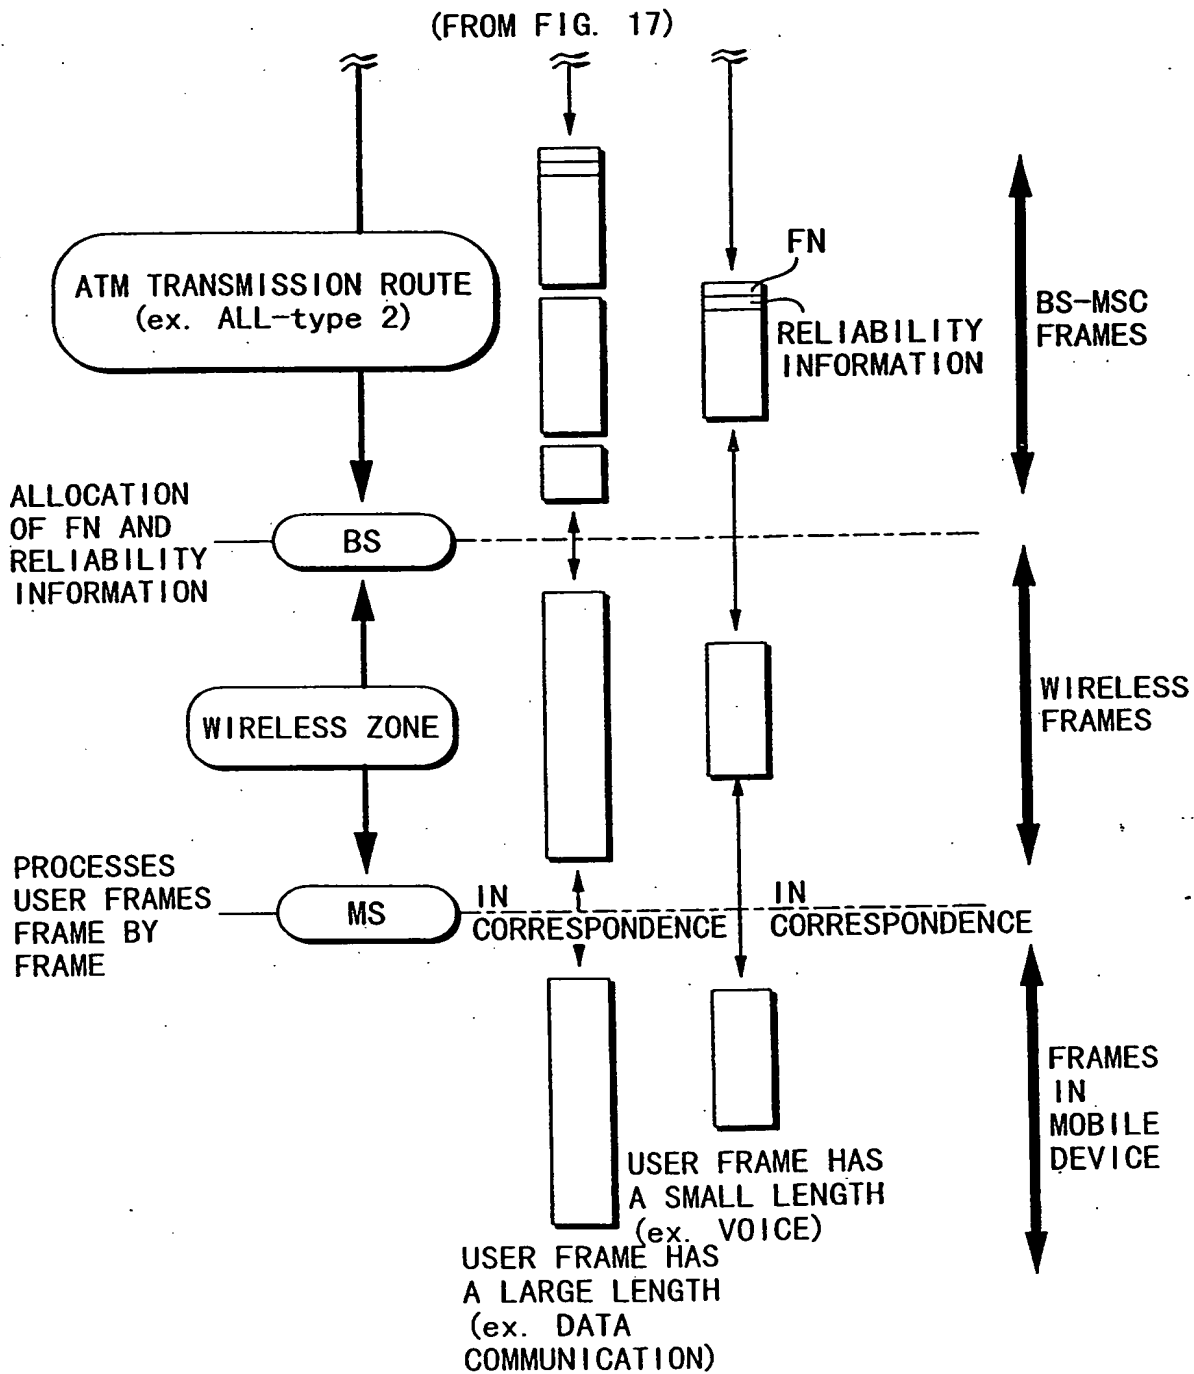 (FROM FIG. 17)
ATM TRANSMISSION ROUTE
(ex. ALL-type 2)
FN
RELIABILITY
INFORMATION
BS-MSC
FRAMES
ALLOCATION
OF FN AND
RELIABILITY
INFORMATION
BS
WIRELESS ZONE
WIRELESS
FRAMES
PROCESSES
USER FRAMES
FRAME BY
FRAME
MS
IN
CORRESPONDENCE
IN
CORRESPONDENCE
FRAMES
IN
MOBILE
DEVICE
USER FRAME HAS
A SMALL LENGTH
(ex. VOICE)
USER FRAME HAS
A LARGE LENGTH
(ex. DATA
COMMUNICATION)